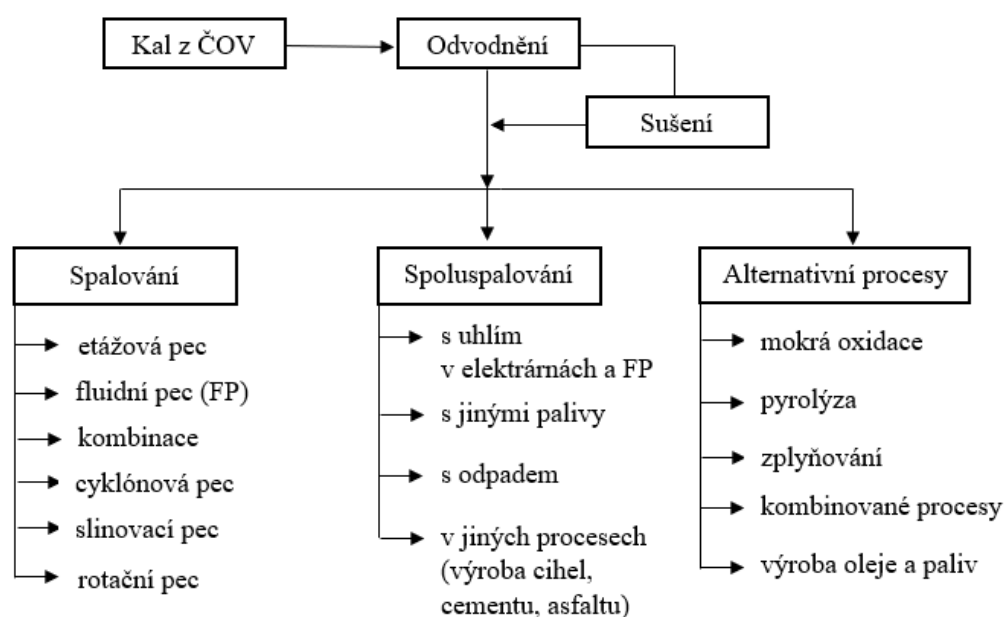 Kal z ČOV
Odvodnění
Sušení
Spalování
etážová pec
fluidní pec (FP)
kombinace
cyklónová pec
slinovací pec
rotační pec
Spoluspalování
s uhlím
v elektrárnách a FP
s jinými palivy
s odpadem
v jiných procesech
(výroba cihel,
cementu, asfaltu)
Alternativní procesy
mokrá oxidace
pyrolýza
zplyňování
kombinované procesy
výroba oleje a paliv